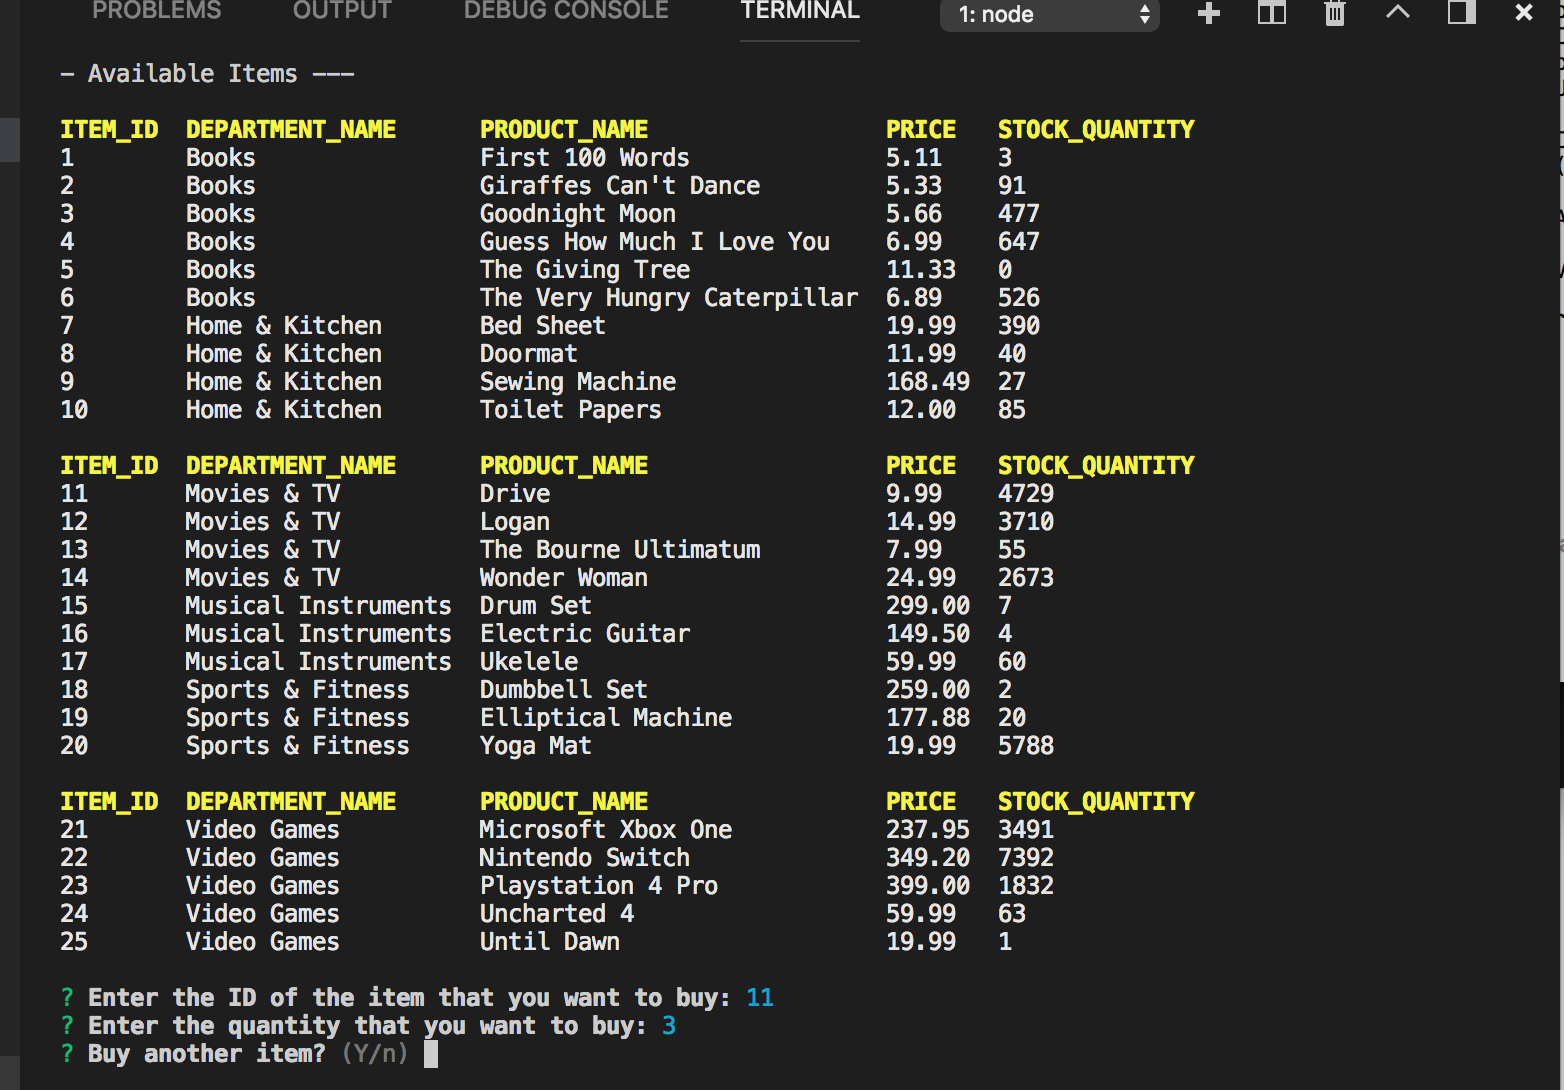 PROBLEMS OUTPUT DEBUG CONSOLE TERMINAL 1: node
— Available Items ———
ITEM_ID DEPARTMENT_NAME PRODUCT_NAME PRICE STOCK_QUANTITY
1 Books First 100 Words 5.11 3
2 Books Giraffes Can't Dance 5.33 91
3 Books Goodnight Moon 5.66 477
4 Books Guess How Much I Love You 6.99 647
5 Books The Giving Tree 11.33 0
6 Books The Very Hungry Caterpillar 6.89 526
7 Home & Kitchen Bed Sheet 19.99 390
8 Home & Kitchen Doormat 11.99 40
9 Home & Kitchen Sewing Machine 168.49 27
10 Home & Kitchen Toilet Papers 12.00 85
ITEM_ID DEPARTMENT_NAME PRODUCT_NAME PRICE STOCK_QUANTITY
11 Movies & TV Drive 9.99 4729
12 Movies & TV Logan 14.99 3710
13 Movies & TV The Bourne Ultimatum 7.99 55
14 Movies & TV Wonder Woman 24.99 2673
15 Musical Instruments Drum Set 299.00 7
16 Musical Instruments Electric Guitar 149.50 4
17 Musical Instruments Ukelele 59.99 60
18 Sports & Fitness Dumbbell Set 259.00 2
19 Sports & Fitness Elliptical Machine 177.88 20
20 Sports & Fitness Yoga Mat 19.99 5788
ITEM_ID DEPARTMENT_NAME PRODUCT_NAME PRICE STOCK_QUANTITY
21 Video Games Microsoft Xbox One 237.95 3491
22 Video Games Nintendo Switch 349.20 7392
23 Video Games Playstation 4 Pro 399.00 1832
24 Video Games Uncharted 4 59.99 63
25 Video Games Until Dawn 19.99 1
? Enter the ID of the item that you want to buy: 11
? Enter the quantity that you want to buy: 3
? Buy another item? (Y/n)